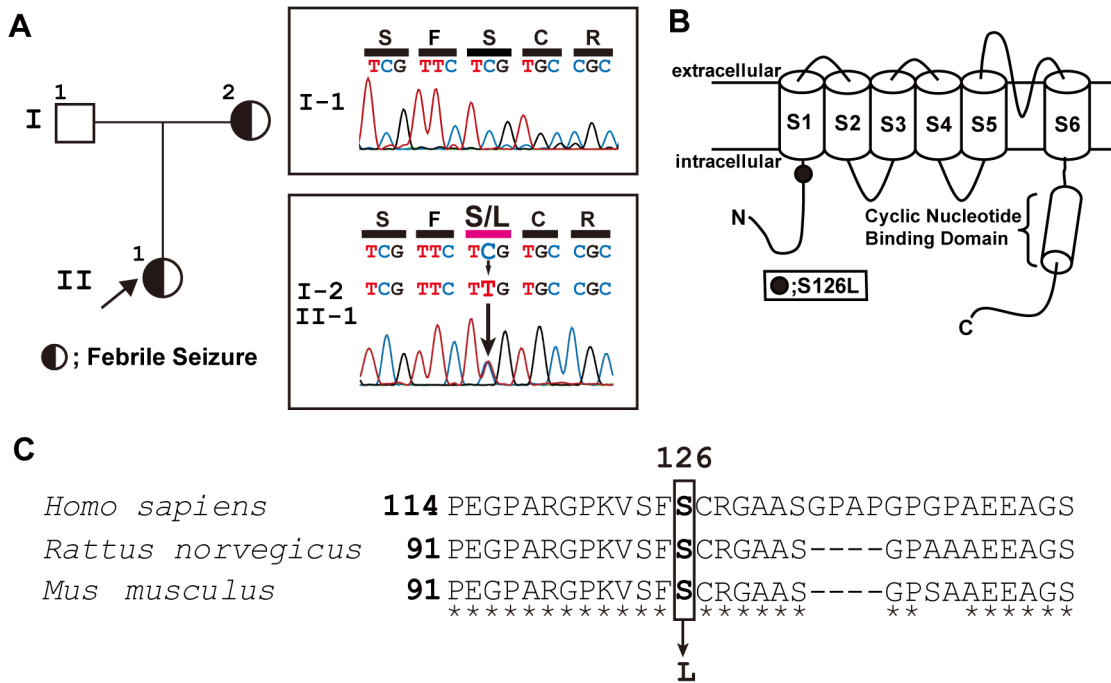 A
I
1
2
II
1
; Febrile Seizure
I-1
S F S C R
TCG TTC TCG TGC CGC
I-2
II-1
S F S/L C R
TCG TTC TCG TGC CGC
TCG TTC TTG TGC CGC
B
extracellular
intracellular
S1 S2 S3 S4 S5 S6
N
Cyclic Nucleotide
Binding Domain
;S126L
C
C
126
Homo sapiens 114 PEGPARGPKVSFSCRGAASGPAPGPGPAEEAGS
Rattus norvegicus 91 PEGPARGPKVSFSCRGAAS----GPAAAEEAGS
Mus musculus 91 PEGPARGPKVSFSCRGAAS----GPSAAEEAGS
************ ****** ** ******
L